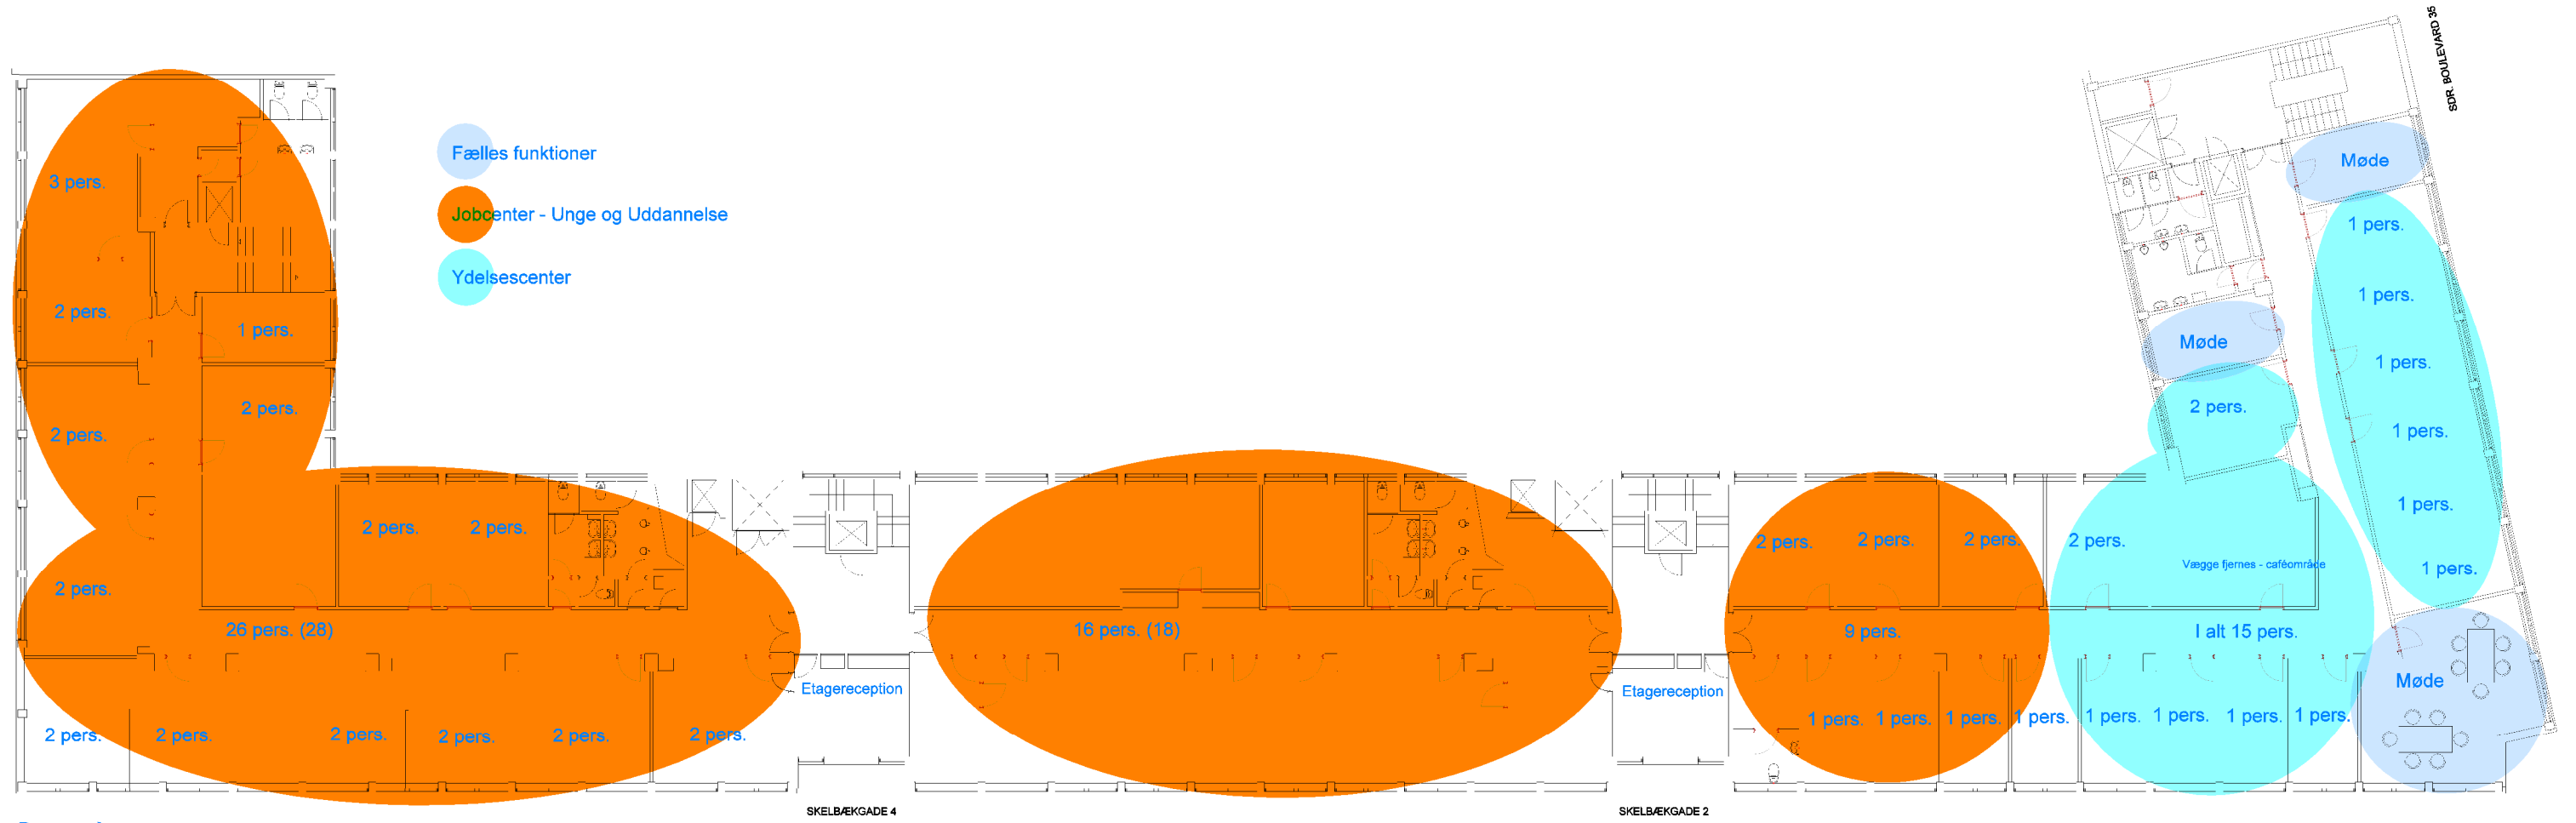 SDR. BOULEVARD 35
Fælles funktioner
Jobcenter - Unge og Uddannelse
Ydelsescenter
3 pers.
2 pers.
1 pers.
2 pers.
2 pers.
2 pers.
2 pers.
2 pers.
26 pers. (28)
2 pers.
2 pers.
2 pers.
2 pers.
2 pers.
2 pers.
Etagereception
SKELBÆKGADE 4
16 pers. (18)
Etagereception
SKELBÆKGADE 2
2 pers.
2 pers.
2 pers.
2 pers.
Vægge fjernes - caféområde
9 pers.
I alt 15 pers.
1 pers.
1 pers.
1 pers.
1 pers.
1 pers.
1 pers.
1 pers.
1 pers.
Møde
1 pers.
1 pers.
Møde
1 pers.
2 pers.
1 pers.
1 pers.
1 pers.
Møde